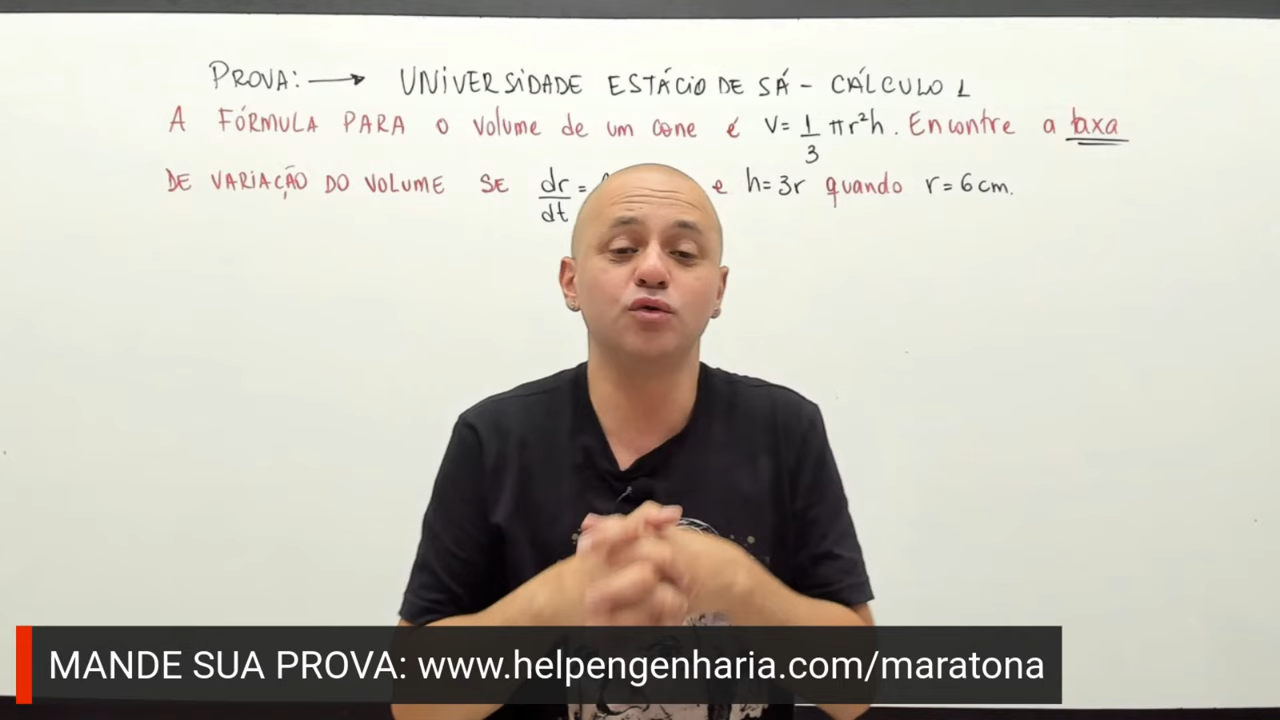 PROVA: → UNIVERSIDADE ESTÁCIO DE SÁ - CÁLCULO 1
A FÓRMULA PARA O VOLUME DE UM CONE É V = 1/3 πr²h. ENCONTRE A TAXA
DE VARIAÇÃO DO VOLUME SE dr/dt = e h = 3r quando r = 6 cm.
MANDE SUA PROVA: www.helpengenharia.com/maratona